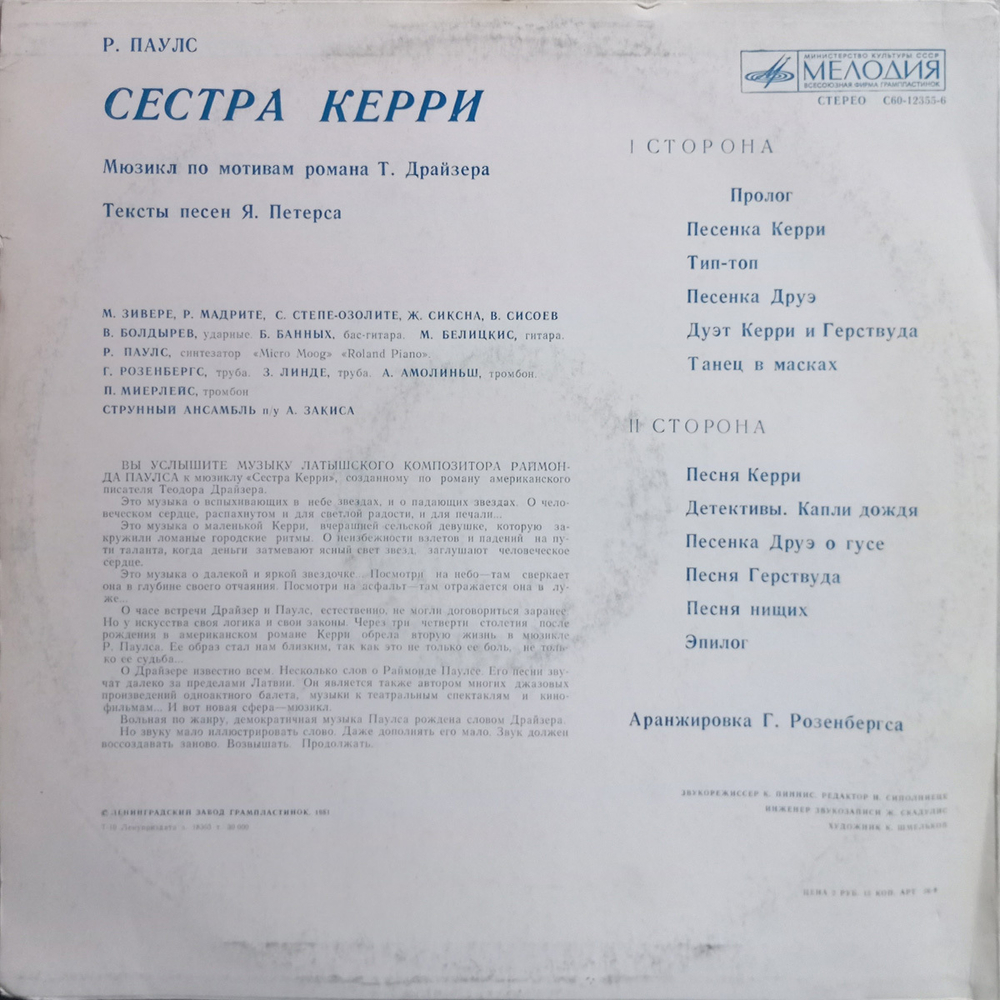 Р. ПАУЛС
СЕСТРА КЕРРИ
Мюзикл по мотивам романа Т. Драйзера
Тексты песен Я. Петерса
М. ЗИВЕРЕ, Р. МАДРИТЕ, С. СТЕПЕ-ОЗОЛИТЕ, Ж. СИКСНА, В. СИСОЕВ
В. БОЛДЫРЕВ, ударные. Б. БАННЫХ, бас-гитара. М. БЕЛИЦКИС, гитара.
Р. ПАУЛС, синтезатор «Micro Moog» «Roland Piano».
Г. РОЗЕНБЕРГС, труба. З. ЛИНДЕ, труба. А. АМОЛИНЬШ, тромбон.
П. МИЕРЛЕЙС, тромбон
СТРУННЫЙ АНСАМБЛЬ п/у А. ЗАКИСА
ВЫ УСЛЫШИТЕ МУЗЫКУ ЛАТЫШСКОГО КОМПОЗИТОРА РАЙМОН-
ДА ПАУЛСА к мюзиклу «Сестра Керри», созданному по роману американского
писателя Теодора Драйзера.
Это музыка о вспыхивающих в небе звездах, и о падающих звездах. О чело-
веческом сердце, распахнутом и для светлой радости, и для печали...
Это музыка о маленькой Керри, вчерашней сельской девушке, которую за-
кружили ломаные городские ритмы. О неизбежности взлетов и падений на пу-
ти таланта, когда деньги затмевают ясный свет звезд, заглушают человеческое
сердце.
Это музыка о далекой и яркой звездочке... Посмотри на небо—там сверкает
она в глубине своего отчаяния. Посмотри на асфальт—там отражается она в лу-
же...
О часе встречи Драйзер и Паулс, естественно, не могли договориться заранее.
Но у искусства своя логика и свои законы. Через три четверти столетия после
рождения в американском романе Керри обрела вторую жизнь в мюзикле
Р. Паулса. Ее образ стал нам близким, так как это не только ее боль, не толь-
ко ее судьба...
О Драйзере известно всем. Несколько слов о Раймонде Паулсе. Его песни зву-
чат далеко за пределами Латвии. Он является также автором многих джазовых
произведений одноактного балета, музыки к театральным спектаклям и кино-
фильмам... И вот новая сфера—мюзикл.
Вольная по жанру, демократичная музыка Паулса рождена словом Драйзера.
Но звуку мало иллюстрировать слово. Даже дополнять его мало. Звук должен
воссоздавать заново. Возвышать. Продолжать.
© ЛЕНИНГРАДСКИЙ ЗАВОД ГРАМПЛАСТИНОК, 1981
МИНИСТЕРСТВО КУЛЬТУРЫ СССР
МЕЛОДИЯ
ВСЕСОЮЗНАЯ ФИРМА ГРАМПЛАСТИНОК
СТЕРЕО С60-12355-6
I СТОРОНА
Пролог
Песенка Керри
Тип-топ
Песенка Друэ
Дуэт Керри и Герствуда
Танец в масках
II СТОРОНА
Песня Керри
Детективы. Капли дождя
Песенка Друэ о гусе
Песня Герствуда
Песня нищих
Эпилог
Аранжировка Г. Розенбергса
ЗВУКОРЕЖИССЕР К. ПИННИС. РЕДАКТОР И. СИПОЛНИЕЦЕ
ИНЖЕНЕР ЗВУКОЗАПИСИ Ж. СКАДУЛИС
ХУДОЖНИК К. ШМЕЛЬКОВ
ЦЕНА 2 РУБ. 15 КОП. АРТ.